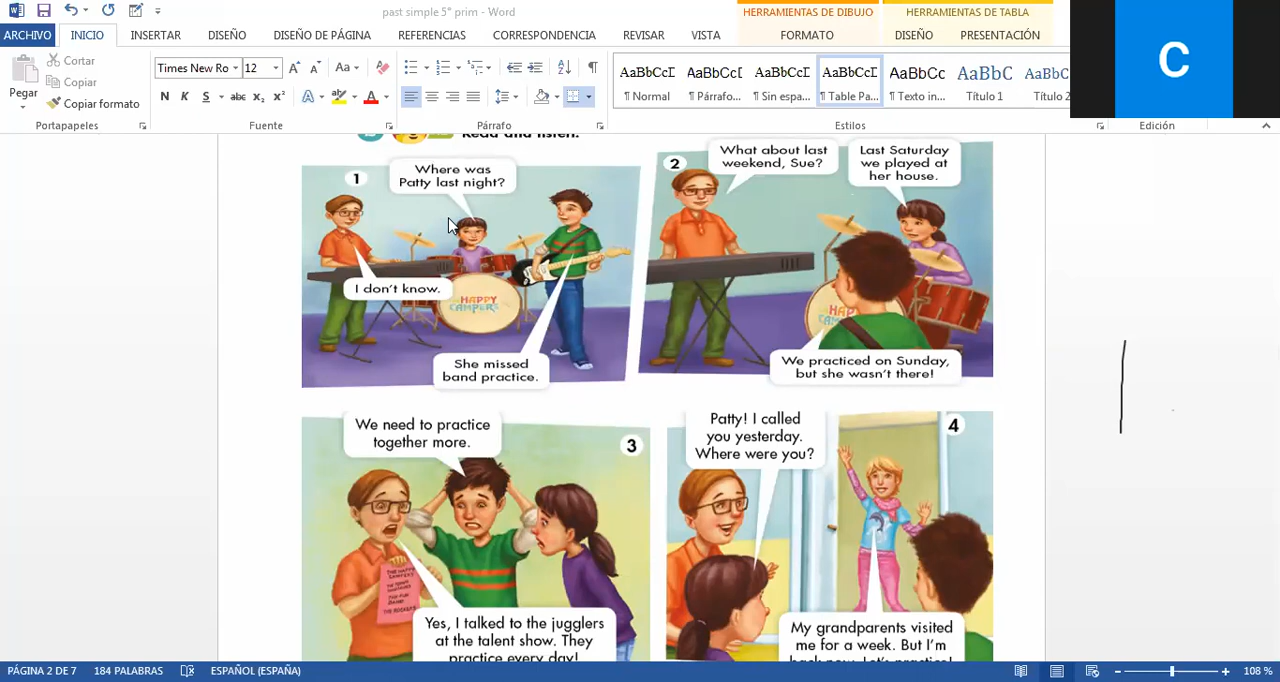 past simple 5° prim - Word
HERRAMIENTAS DE DIBUJO
HERRAMIENTAS DE TABLA
ARCHIVO
INICIO
INSERTAR
DISEÑO
DISEÑO DE PÁGINA
REFERENCIAS
CORRESPONDENCIA
REVISAR
VISTA
FORMATO
DISEÑO
PRESENTACIÓN
C
Pegar
Cortar
Copiar
Copiar formato
Portapapeles
Times New Ro
12
Fuente
Párrafo
AaBbCcI
¶ Normal
¶ Párrafo...
¶ Sin espa...
¶ Table Pa...
AaBbCc
¶ Texto in...
AaBbC
Título 1
Título 2
Estilos
Edición
Read and listen.
1
Where was
Patty last night?
I don't know.
HAPPY
CAMPERS
She missed
band practice.
2
What about last
weekend, Sue?
Last Saturday
we played at
her house.
We practiced on Sunday,
but she wasn't there!
3
We need to practice
together more.
Yes, I talked to the jugglers
at the talent show. They
practice every day!
4
Patty! I called
you yesterday.
Where were you?
My grandparents visited
me for a week. But I'm
back now. Let's practice!
PÁGINA 2 DE 7
184 PALABRAS
ESPAÑOL (ESPAÑA)
108 %